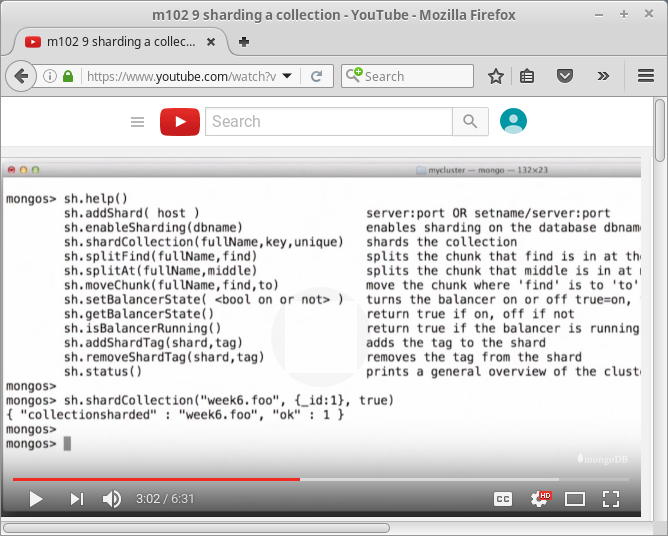 m102 9 sharding a collection - YouTube - Mozilla Firefox
m102 9 sharding a collec...
https://www.youtube.com/watch?v
Search
Search
mycluster — mongo — 132×23
mongos> sh.help()
sh.addShard( host ) server:port OR setname/server:port
sh.enableSharding(dbname) enables sharding on the database dbname
sh.shardCollection(fullName,key,unique) shards the collection
sh.splitFind(fullName,find) splits the chunk that find is in at the
sh.splitAt(fullName,middle) splits the chunk that middle is in at
sh.moveChunk(fullName,find,to) move the chunk where 'find' is to 'to'
sh.setBalancerState( <bool on or not> ) turns the balancer on or off true=on,
sh.getBalancerState() return true if on, off if not
sh.isBalancerRunning() return true if the balancer is running
sh.addShardTag(shard,tag) adds the tag to the shard
sh.removeShardTag(shard,tag) removes the tag from the shard
sh.status() prints a general overview of the clust
mongos>
mongos> sh.shardCollection("week6.foo", {_id:1}, true)
{ "collectionsharded" : "week6.foo", "ok" : 1 }
mongos>
mongos>
mongoDB
3:02 / 6:31
CC
HD